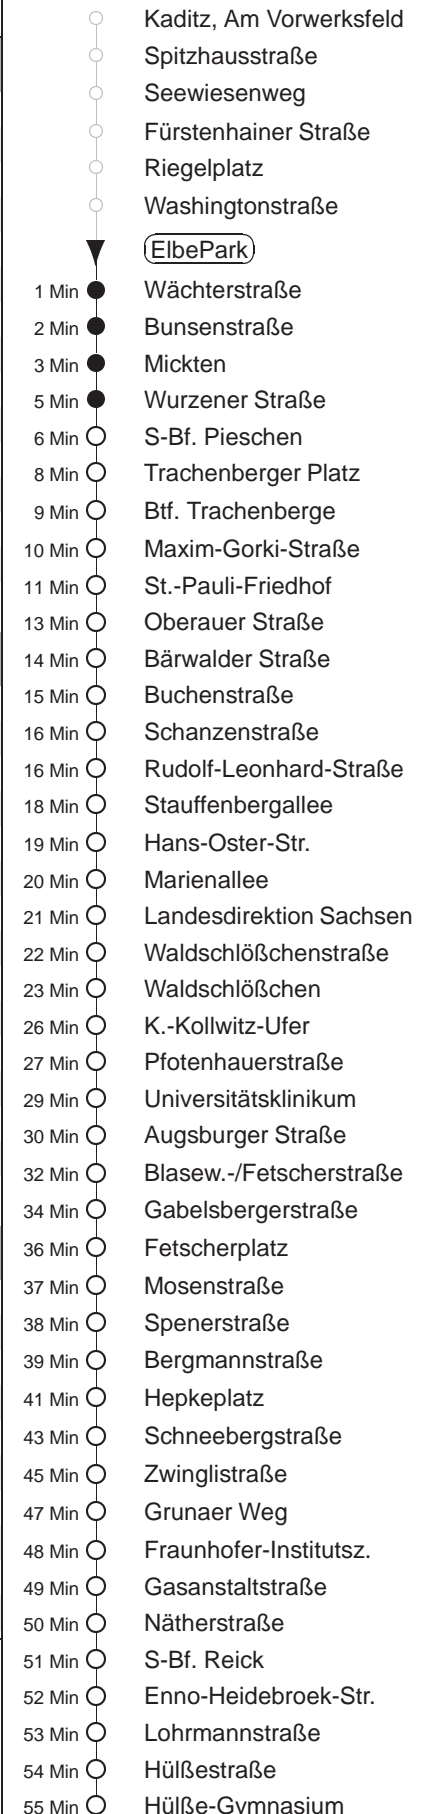 Kaditz, Am Vorwerksfeld
Spitzhausstraße
Seewiesenweg
Fürstenhainer Straße
Riegelplatz
Washingtonstraße
ElbePark
1 Min Wächterstraße
2 Min Bunsenstraße
3 Min Mickten
5 Min Wurzener Straße
6 Min S-Bf. Pieschen
8 Min Trachenberger Platz
9 Min Btf. Trachenberge
10 Min Maxim-Gorki-Straße
11 Min St.-Pauli-Friedhof
13 Min Oberauer Straße
14 Min Bärwalder Straße
15 Min Buchenstraße
16 Min Schanzenstraße
16 Min Rudolf-Leonhard-Straße
18 Min Stauffenbergallee
19 Min Hans-Oster-Str.
20 Min Marienallee
21 Min Landesdirektion Sachsen
22 Min Waldschlößchenstraße
23 Min Waldschlößchen
26 Min K.-Kollwitz-Ufer
27 Min Pfotenhauerstraße
29 Min Universitätsklinikum
30 Min Augsburger Straße
32 Min Blasew.-/Fetscherstraße
34 Min Gabelsbergerstraße
36 Min Fetscherplatz
37 Min Mosenstraße
38 Min Spenerstraße
39 Min Bergmannstraße
41 Min Hepkeplatz
43 Min Schneebergstraße
45 Min Zwinglistraße
47 Min Grunaer Weg
48 Min Fraunhofer-Institutsz.
49 Min Gasanstaltstraße
50 Min Nätherstraße
51 Min S-Bf. Reick
52 Min Enno-Heidebroek-Str.
53 Min Lohrmannstraße
54 Min Hülßestraße
55 Min Hülße-Gymnasium